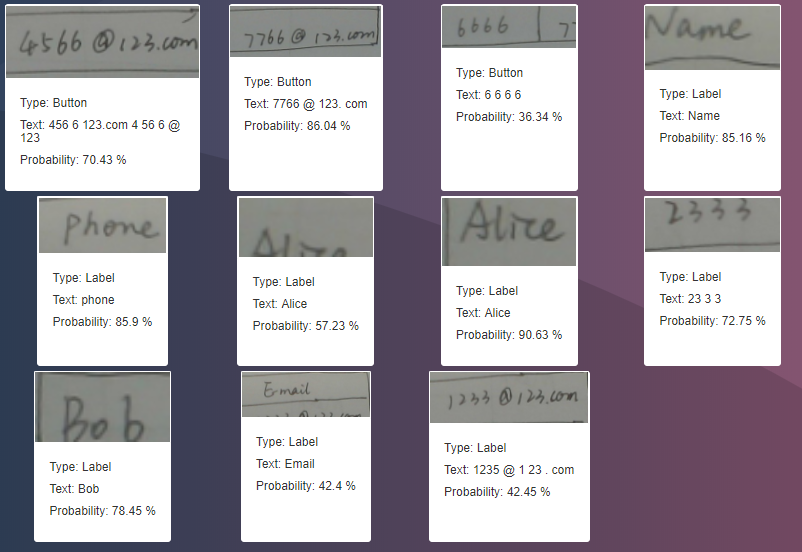 4566 @123.com
Type: Button
Text: 456 6 123.com 4 56 6 @
123
Probability: 70.43 %
7766 @ 123.com
Type: Button
Text: 7766 @ 123. com
Probability: 86.04 %
6666 77
Type: Button
Text: 6 6 6 6
Probability: 36.34 %
Name
Type: Label
Text: Name
Probability: 85.16 %
phone
Type: Label
Text: phone
Probability: 85.9 %
Alice
Type: Label
Text: Alice
Probability: 57.23 %
Alice
Type: Label
Text: Alice
Probability: 90.63 %
2333
Type: Label
Text: 23 3 3
Probability: 72.75 %
Bob
Type: Label
Text: Bob
Probability: 78.45 %
E-mail
Type: Label
Text: Email
Probability: 42.4 %
1233 @123.com
Type: Label
Text: 1235 @ 1 23 . com
Probability: 42.45 %